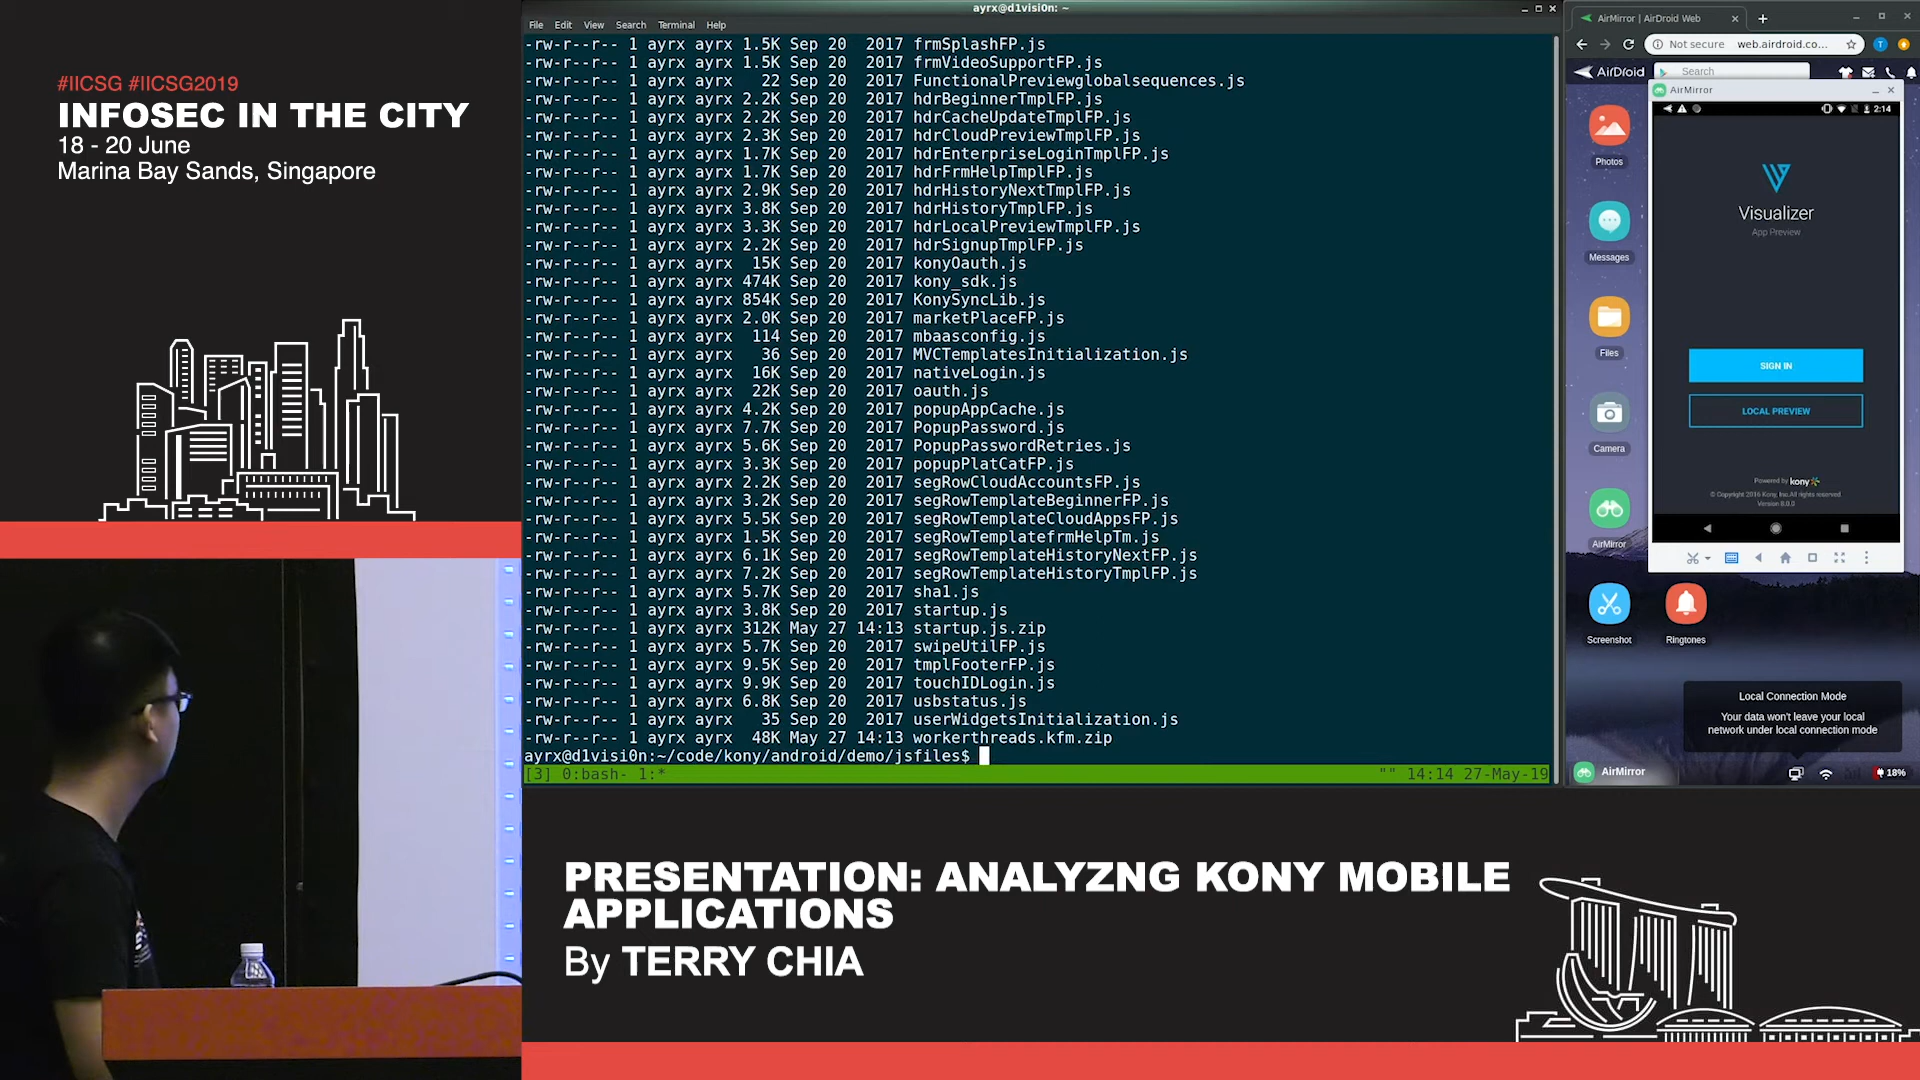 #IICSG #IICSG2019
INFOSEC IN THE CITY
18 - 20 June
Marina Bay Sands, Singapore
ayrx@d1visi0n: ~
File Edit View Search Terminal Help
-rw-r--r-- 1 ayrx ayrx 1.5K Sep 20 2017 frmSplashFP.js
-rw-r--r-- 1 ayrx ayrx 1.5K Sep 20 2017 frmVideoSupportFP.js
-rw-r--r-- 1 ayrx ayrx 22 Sep 20 2017 FunctionalPreviewglobalsequences.js
-rw-r--r-- 1 ayrx ayrx 2.2K Sep 20 2017 hdrBeginnerTmplFP.js
-rw-r--r-- 1 ayrx ayrx 2.2K Sep 20 2017 hdrCacheUpdateTmplFP.js
-rw-r--r-- 1 ayrx ayrx 2.3K Sep 20 2017 hdrCloudPreviewTmplFP.js
-rw-r--r-- 1 ayrx ayrx 1.7K Sep 20 2017 hdrEnterpriseLoginTmplFP.js
-rw-r--r-- 1 ayrx ayrx 1.7K Sep 20 2017 hdrFrmHelpTmplFP.js
-rw-r--r-- 1 ayrx ayrx 2.9K Sep 20 2017 hdrHistoryNextTmplFP.js
-rw-r--r-- 1 ayrx ayrx 3.8K Sep 20 2017 hdrHistoryTmplFP.js
-rw-r--r-- 1 ayrx ayrx 3.3K Sep 20 2017 hdrLocalPreviewTmplFP.js
-rw-r--r-- 1 ayrx ayrx 2.2K Sep 20 2017 hdrSignupTmplFP.js
-rw-r--r-- 1 ayrx ayrx 15K Sep 20 2017 konyOauth.js
-rw-r--r-- 1 ayrx ayrx 474K Sep 20 2017 kony_sdk.js
-rw-r--r-- 1 ayrx ayrx 854K Sep 20 2017 KonySyncLib.js
-rw-r--r-- 1 ayrx ayrx 2.0K Sep 20 2017 marketPlaceFP.js
-rw-r--r-- 1 ayrx ayrx 114 Sep 20 2017 mbaasconfig.js
-rw-r--r-- 1 ayrx ayrx 36 Sep 20 2017 MVCTemplatesInitialization.js
-rw-r--r-- 1 ayrx ayrx 16K Sep 20 2017 nativeLogin.js
-rw-r--r-- 1 ayrx ayrx 22K Sep 20 2017 oauth.js
-rw-r--r-- 1 ayrx ayrx 4.2K Sep 20 2017 popupAppCache.js
-rw-r--r-- 1 ayrx ayrx 7.7K Sep 20 2017 PopupPassword.js
-rw-r--r-- 1 ayrx ayrx 5.6K Sep 20 2017 PopupPasswordRetries.js
-rw-r--r-- 1 ayrx ayrx 3.3K Sep 20 2017 popupPlatCatFP.js
-rw-r--r-- 1 ayrx ayrx 2.2K Sep 20 2017 segRowCloudAccountsFP.js
-rw-r--r-- 1 ayrx ayrx 3.2K Sep 20 2017 segRowTemplateBeginnerFP.js
-rw-r--r-- 1 ayrx ayrx 5.5K Sep 20 2017 segRowTemplateCloudAppsFP.js
-rw-r--r-- 1 ayrx ayrx 1.5K Sep 20 2017 segRowTemplatefrmHelpTm.js
-rw-r--r-- 1 ayrx ayrx 6.1K Sep 20 2017 segRowTemplateHistoryNextFP.js
-rw-r--r-- 1 ayrx ayrx 7.2K Sep 20 2017 segRowTemplateHistoryTmplFP.js
-rw-r--r-- 1 ayrx ayrx 5.7K Sep 20 2017 sha1.js
-rw-r--r-- 1 ayrx ayrx 3.8K Sep 20 2017 startup.js
-rw-r--r-- 1 ayrx ayrx 312K May 27 14:13 startup.js.zip
-rw-r--r-- 1 ayrx ayrx 5.7K Sep 20 2017 swipeUtilFP.js
-rw-r--r-- 1 ayrx ayrx 9.5K Sep 20 2017 tmplFooterFP.js
-rw-r--r-- 1 ayrx ayrx 9.9K Sep 20 2017 touchIDLogin.js
-rw-r--r-- 1 ayrx ayrx 6.8K Sep 20 2017 usbstatus.js
-rw-r--r-- 1 ayrx ayrx 35 Sep 20 2017 userWidgetsInitialization.js
-rw-r--r-- 1 ayrx ayrx 48K May 27 14:13 workerthreads.kfm.zip
ayrx@d1visi0n:~/code/kony/android/demo/jsfiles$
[3] 0:bash- 1:* "" 14:14 27-May-19
AirMirror | AirDroid Web
Not secure web.airdroid.co...
T
AirDroid
Search
AirMirror
2:14
Visualizer
App Preview
SIGN IN
LOCAL PREVIEW
Powered by kony
© Copyright 2016 Kony, Inc.All rights reserved
Version 8.0.0
Photos
Messages
Files
Camera
AirMirror
Screenshot
Ringtones
Local Connection Mode
Your data won't leave your local
network under local connection mode
AirMirror
18%
PRESENTATION: ANALYZNG KONY MOBILE
APPLICATIONS
By TERRY CHIA